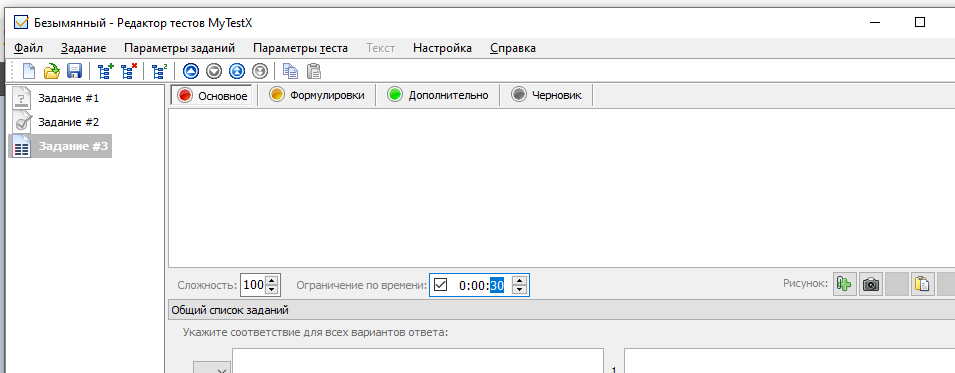 Безымянный - Редактор тестов MyTestX
Файл Задание Параметры заданий Параметры теста Текст Настройка Справка
Задание #1
Задание #2
Задание #3
Основное Формулировки Дополнительно Черновик
Сложность: 100 Ограничение по времени: 0:00:30 Рисунок:
Общий список заданий
Укажите соответствие для всех вариантов ответа:
1